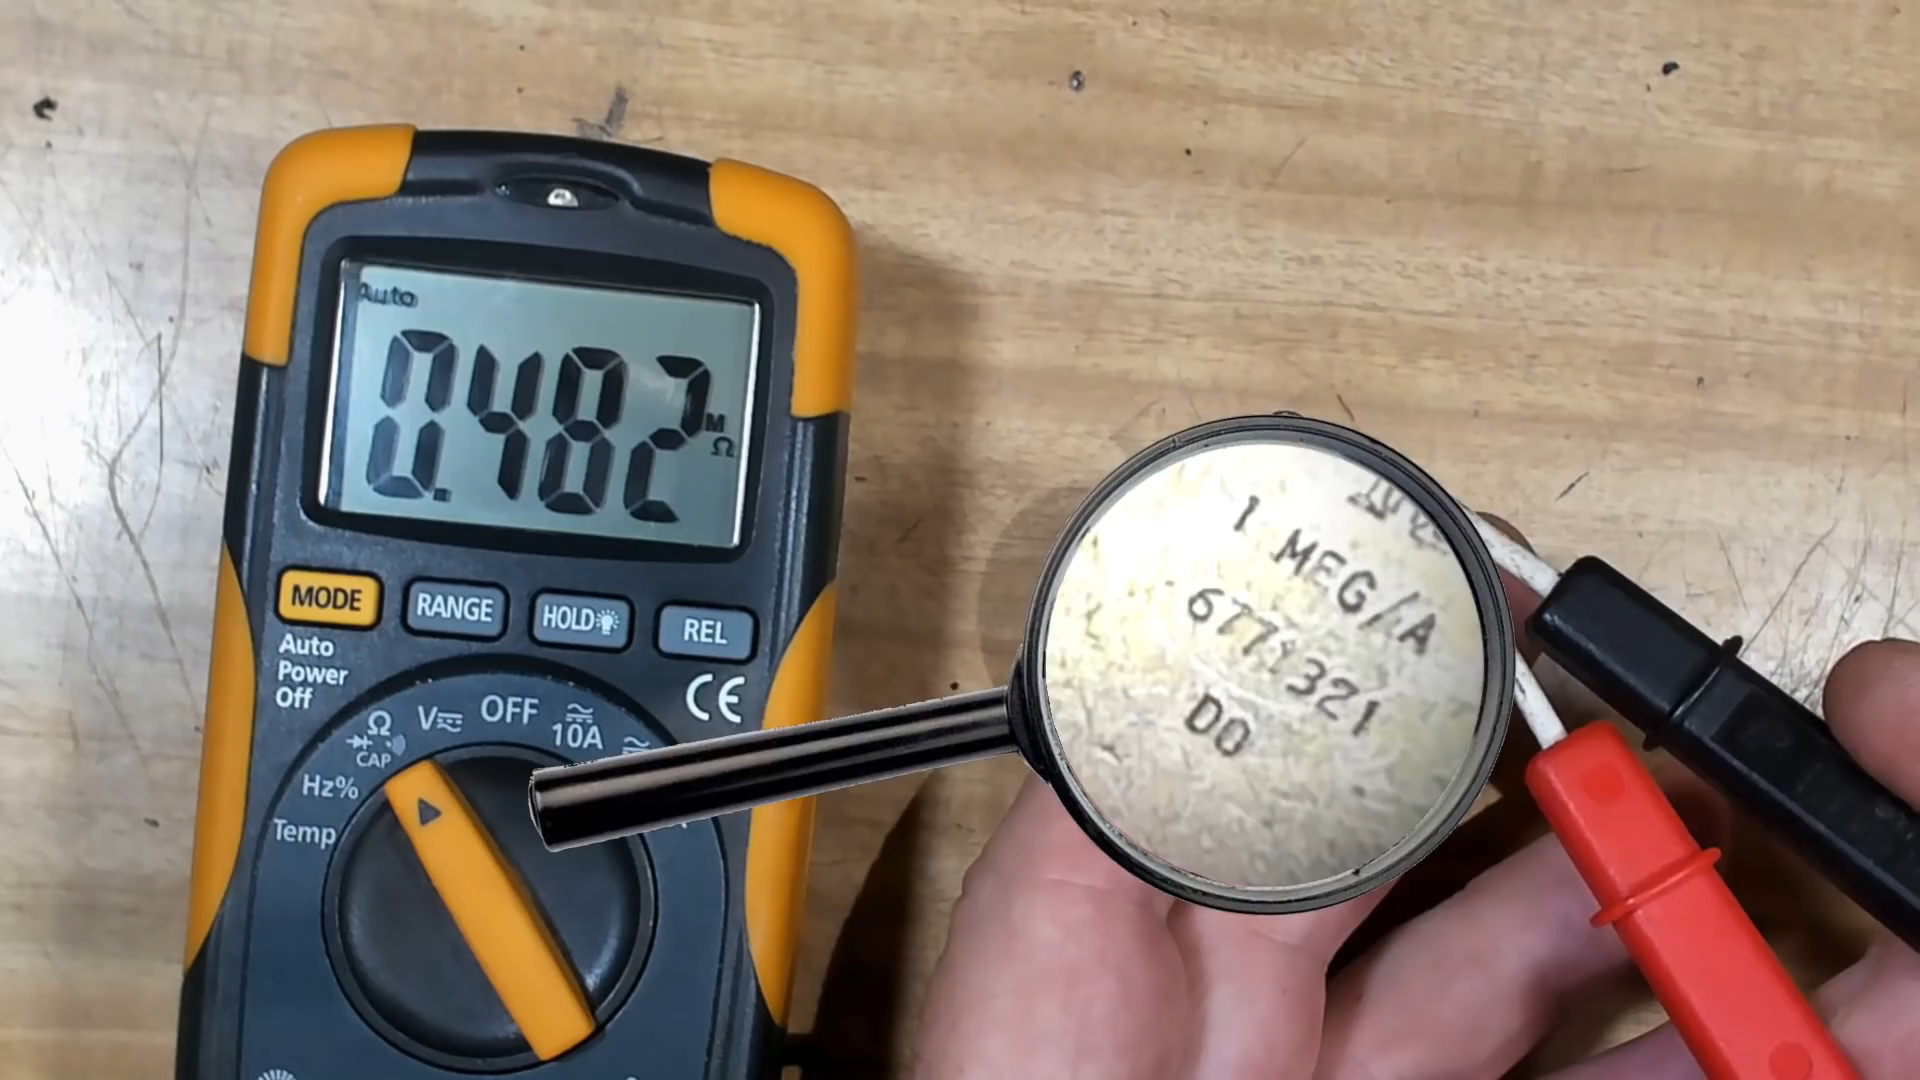 Auto
0.482
M
Ω
MODE
RANGE
HOLD
REL
Auto
Power
Off
CE
Ω
CAP
V
OFF
10A
Hz%
Temp
1 MEG/A
6771321
DO